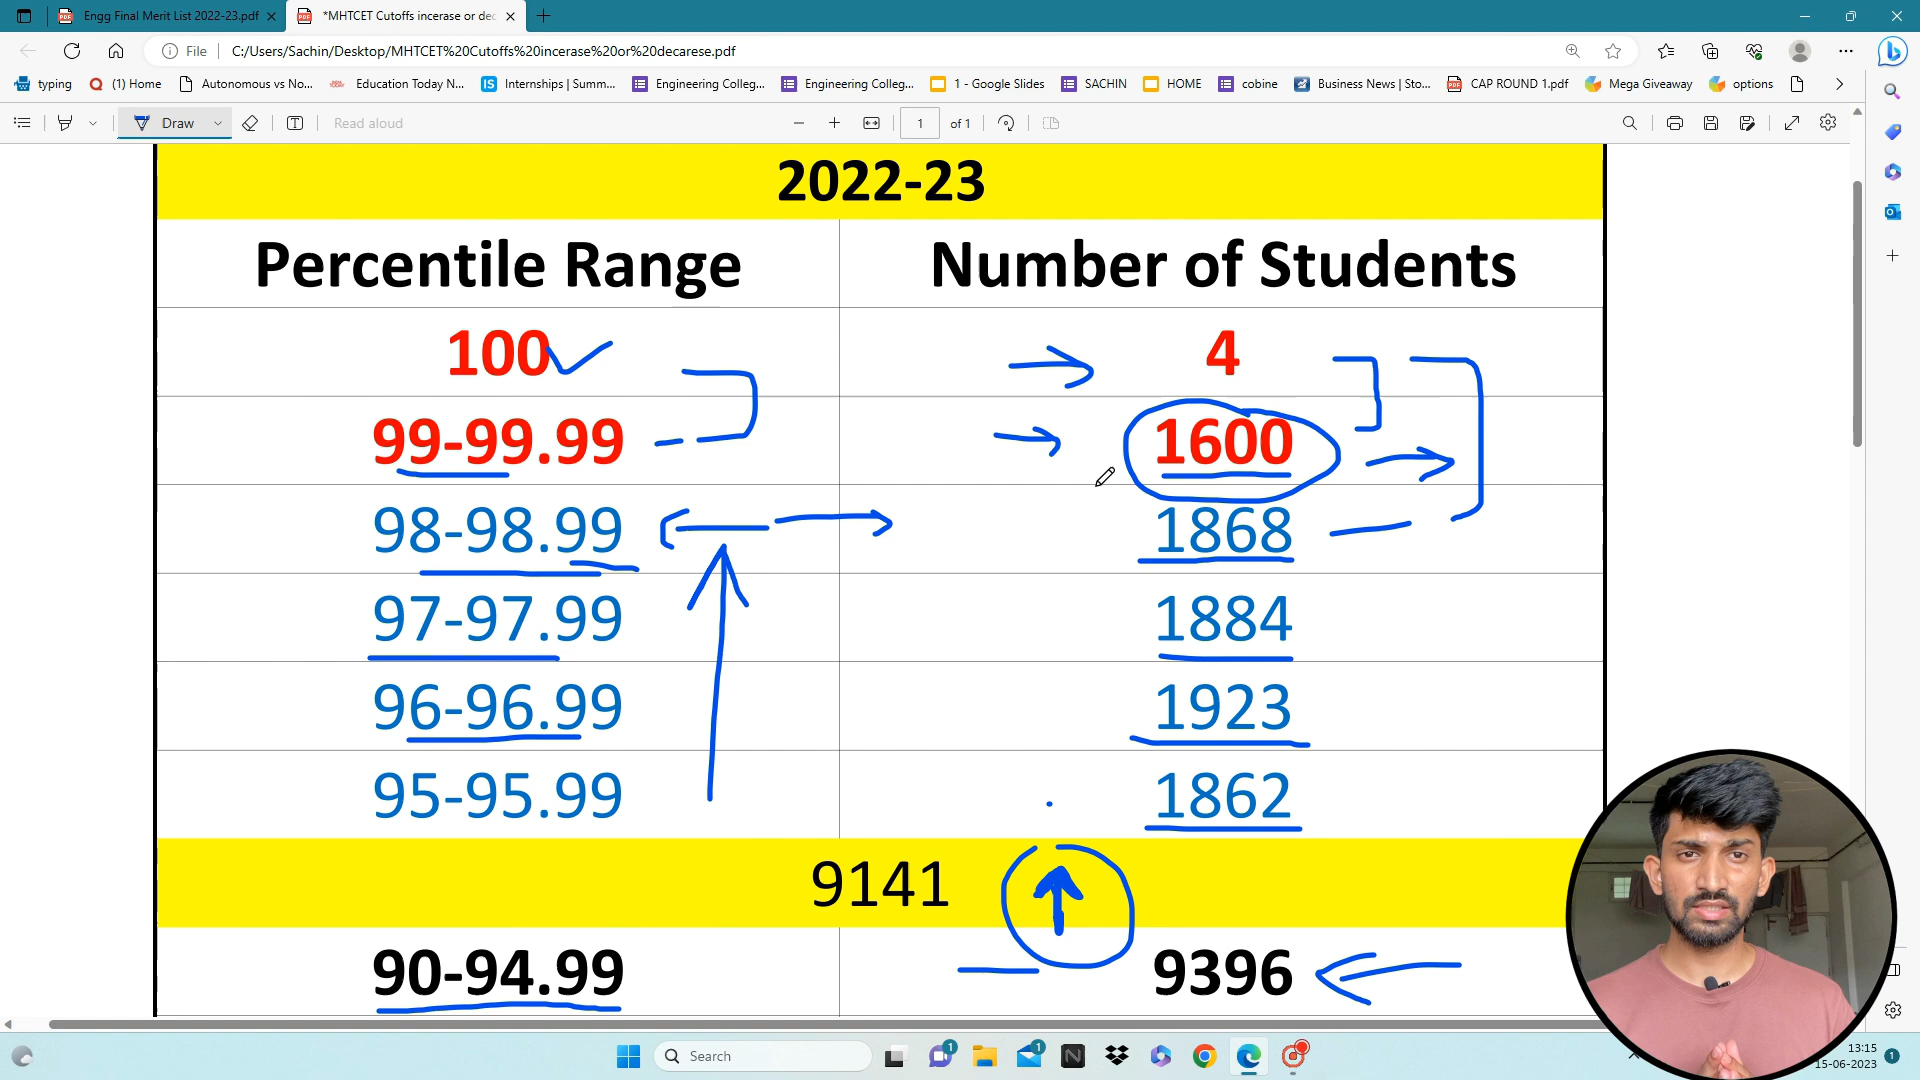 Engg Final Merit List 2022-23.pdf
*MHTCET Cutoffs incerase or dec
File
C:/Users/Sachin/Desktop/MHTCET%20Cutoffs%20incerase%20or%20decarese.pdf
typing
(1) Home
Autonomous vs No...
Education Today N...
IS
Internships | Summ...
Engineering Colleg...
Engineering Colleg...
1 - Google Slides
SACHIN
HOME
cobine
Business News | Sto...
CAP ROUND 1.pdf
Mega Giveaway
options
Draw
Read aloud
1
of 1
2022-23
Percentile Range Number of Students
100 4
99-99.99 1600
98-98.99 1868
97-97.99 1884
96-96.99 1923
95-95.99 1862
9141
90-94.99 9396
Search
1
1
13:15
15-06-2023
1